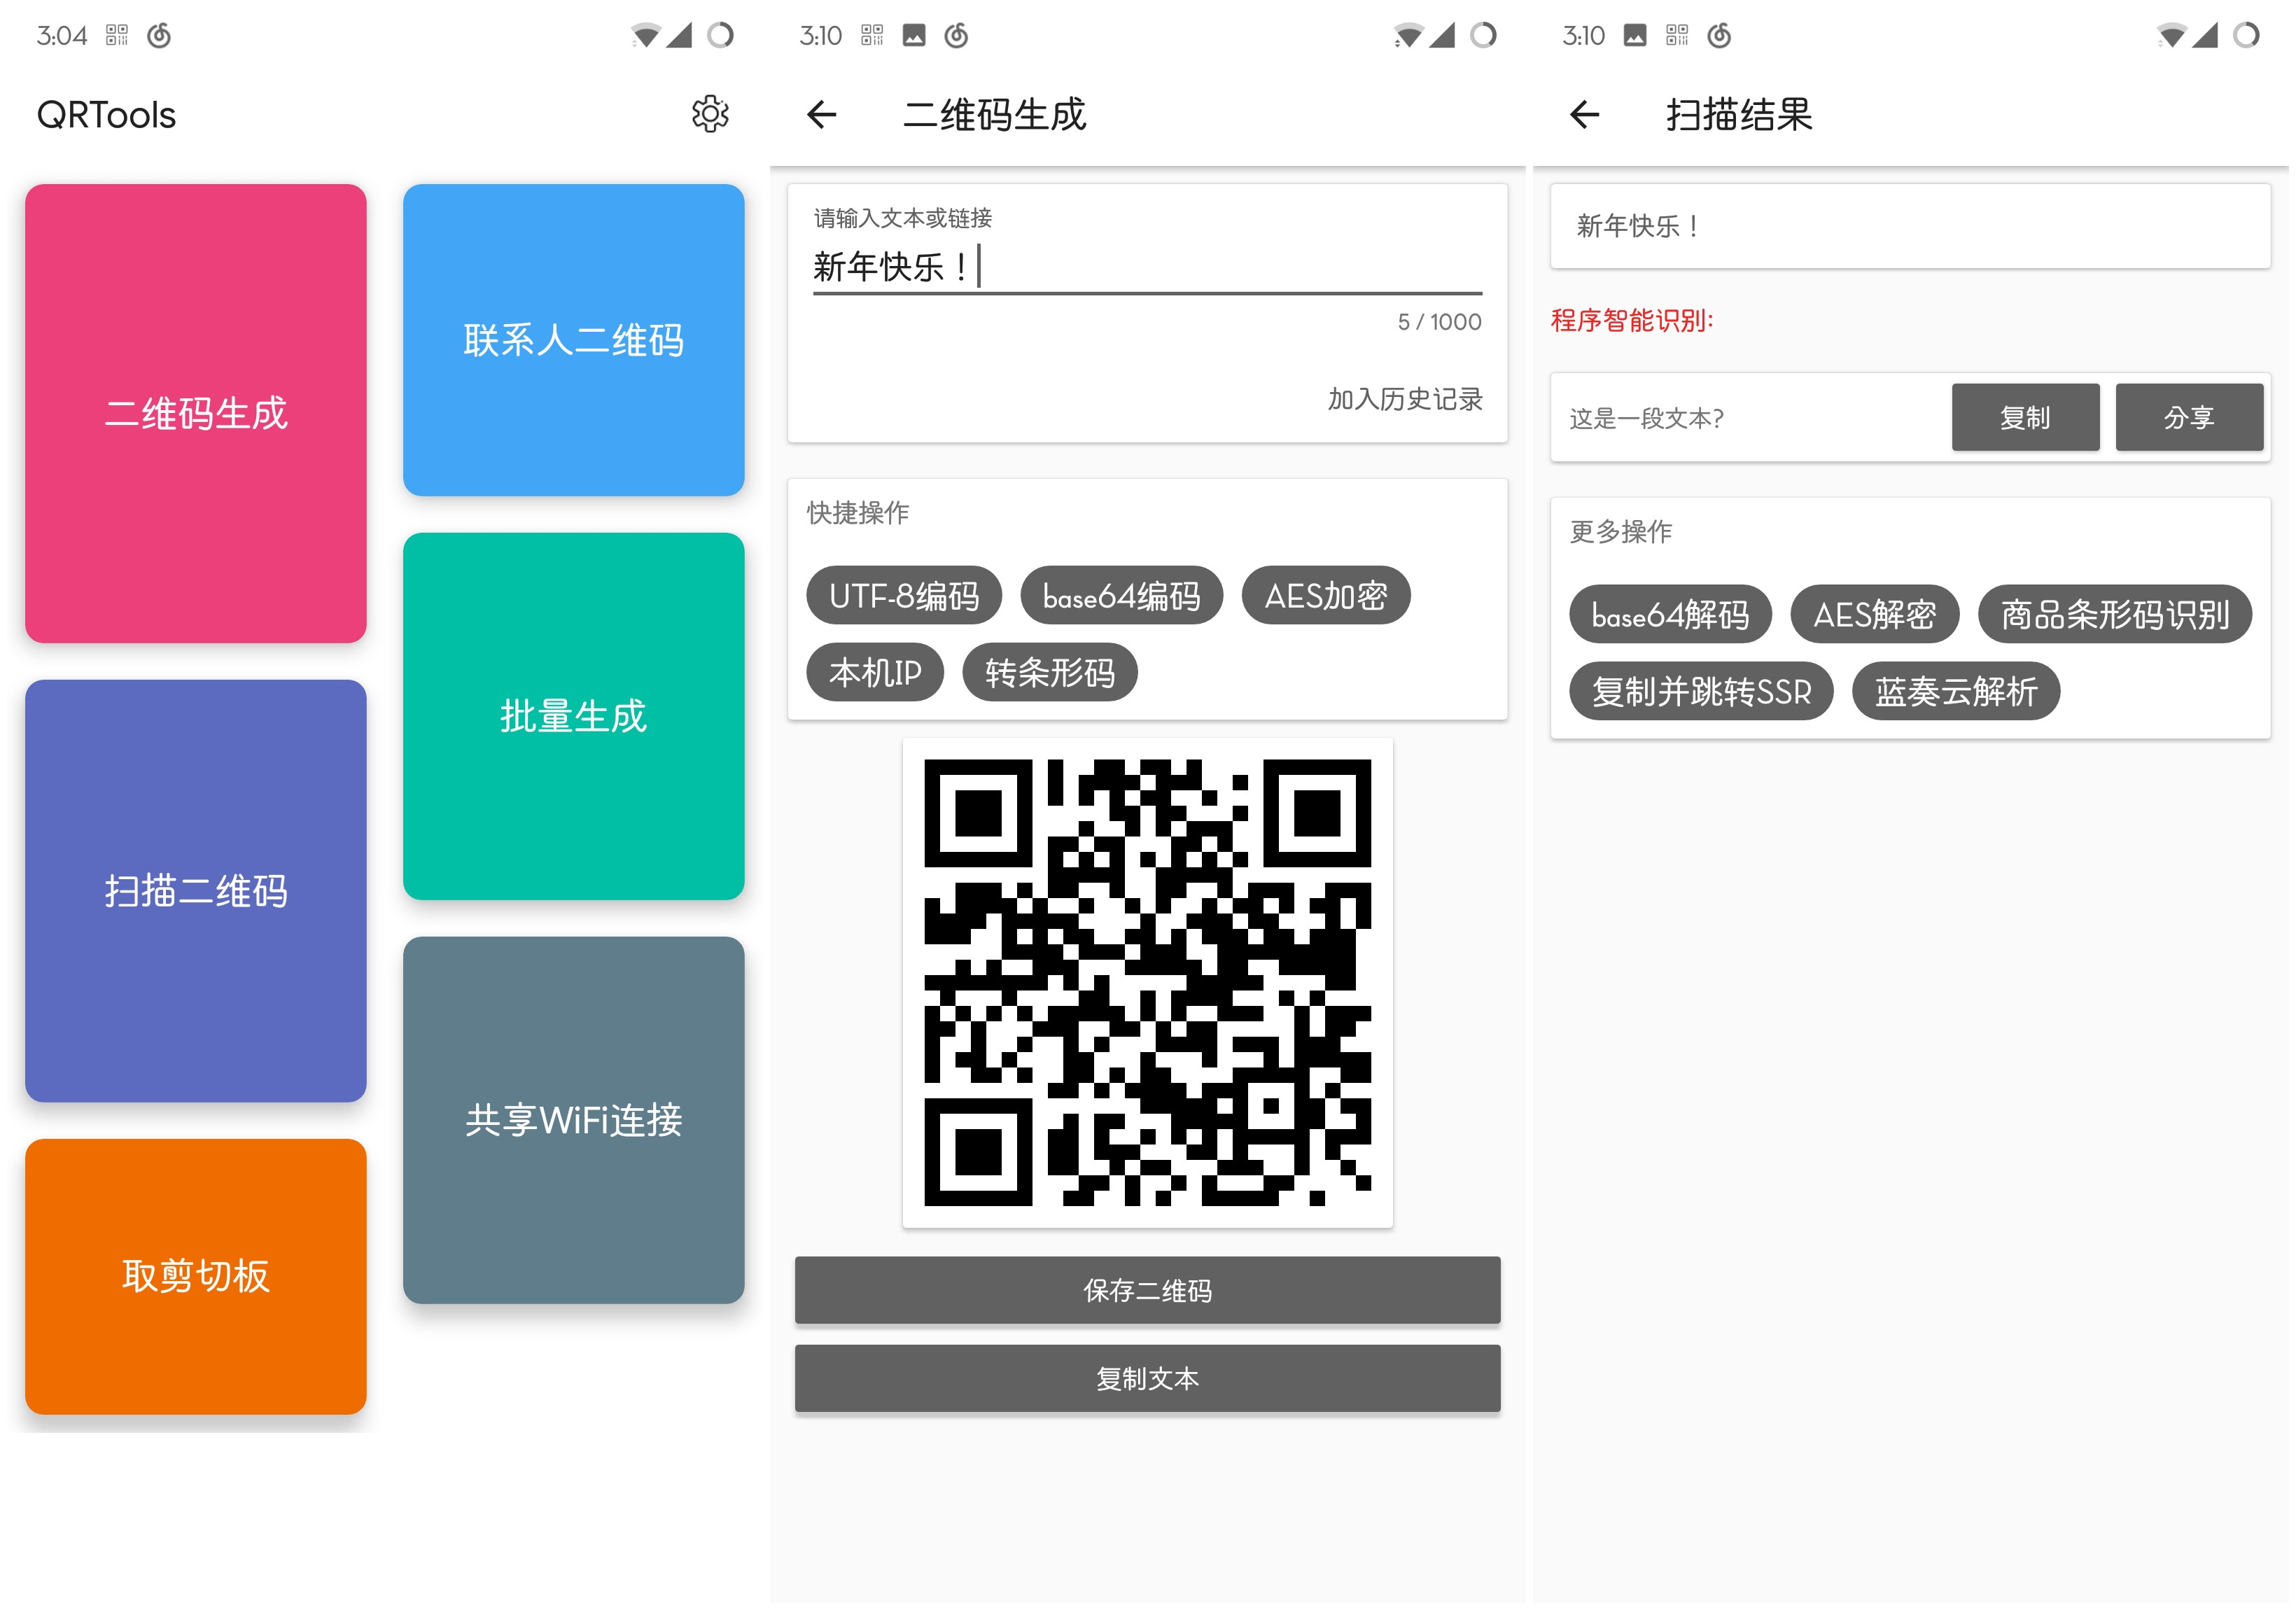 3:04
QRTools
二维码生成
联系人二维码
批量生成
扫描二维码
共享WiFi连接
取剪切板
3:10
二维码生成
请输入文本或链接
新年快乐！
5 / 1000
加入历史记录
快捷操作
UTF-8编码 base64编码 AES加密
本机IP 转条形码
保存二维码
复制文本
3:10
扫描结果
新年快乐！
程序智能识别:
这是一段文本? 复制 分享
更多操作
base64解码 AES解密 商品条形码识别
复制并跳转SSR 蓝奏云解析